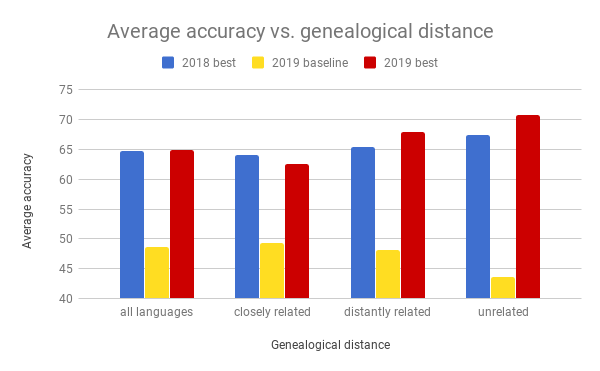 Average accuracy vs. genealogical distance
2018 best 2019 baseline 2019 best
75
70
65
60
55
50
45
40
Average accuracy
all languages closely related distantly related unrelated
Genealogical distance